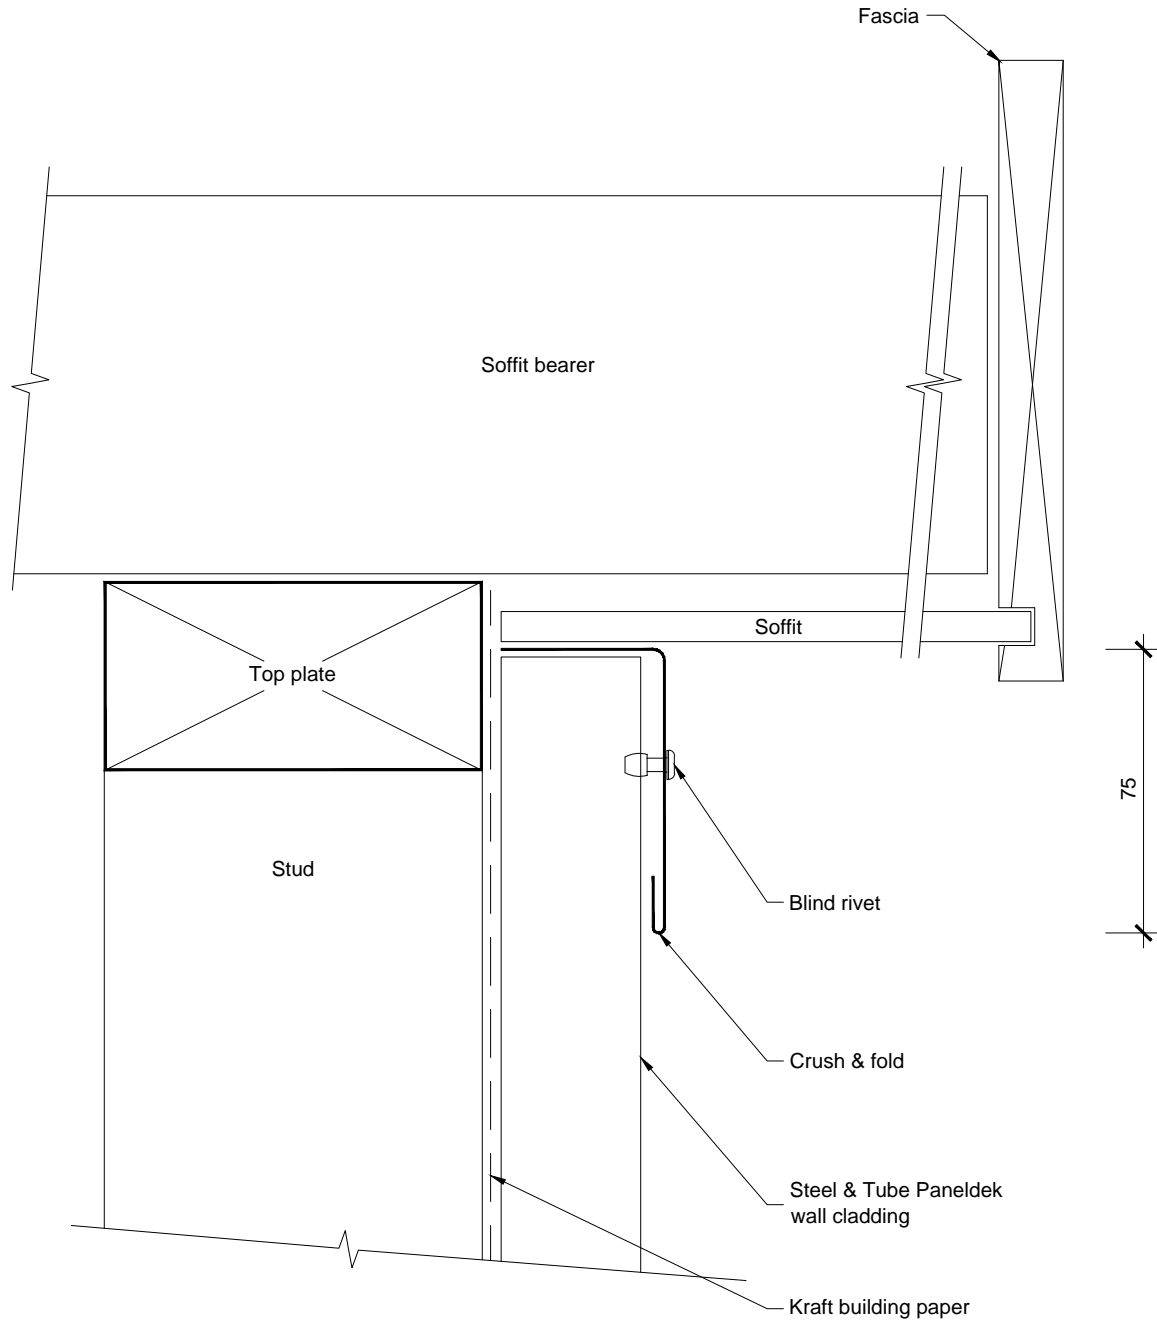 Fascia
Soffit bearer
Soffit
Top plate
75
Stud
Blind rivet
Crush & fold
Steel & Tube Paneldek
wall cladding
Kraft building paper